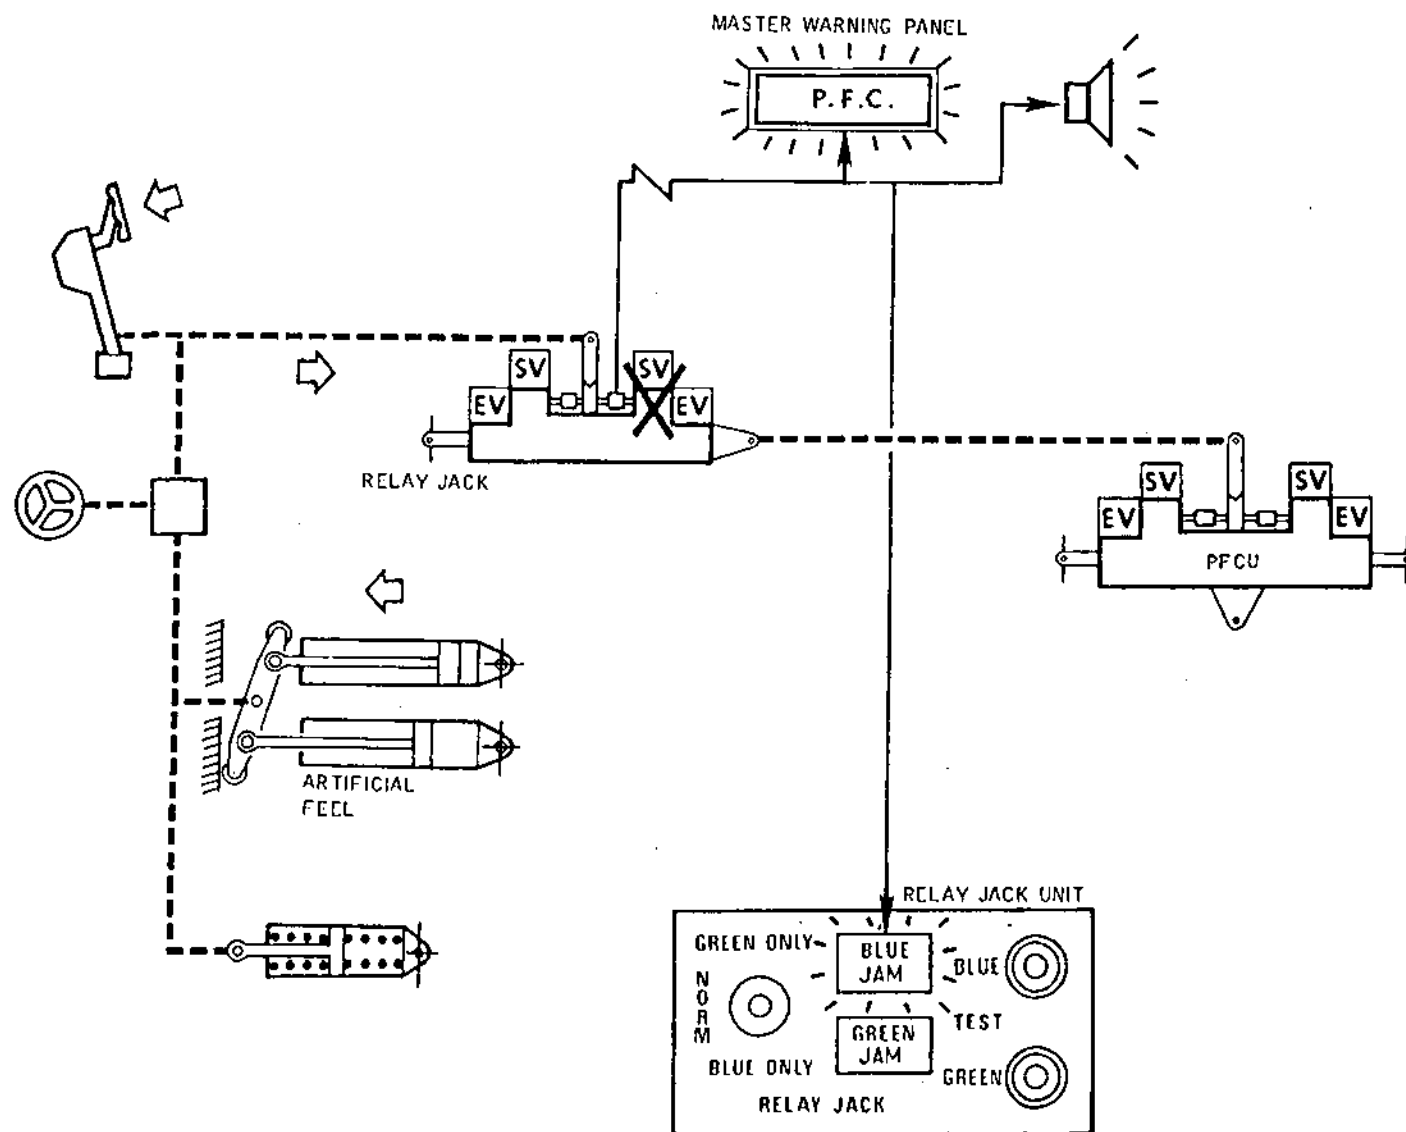 MASTER WARNING PANEL
P.F.C.
SV
SV
EV
EV
RELAY JACK
SV
SV
EV
EV
PFCU
ARTIFICIAL
FEEL
RELAY JACK UNIT
GREEN ONLY
BLUE
JAM
BLUE
NORM
TEST
GREEN
JAM
BLUE ONLY
GREEN
RELAY JACK